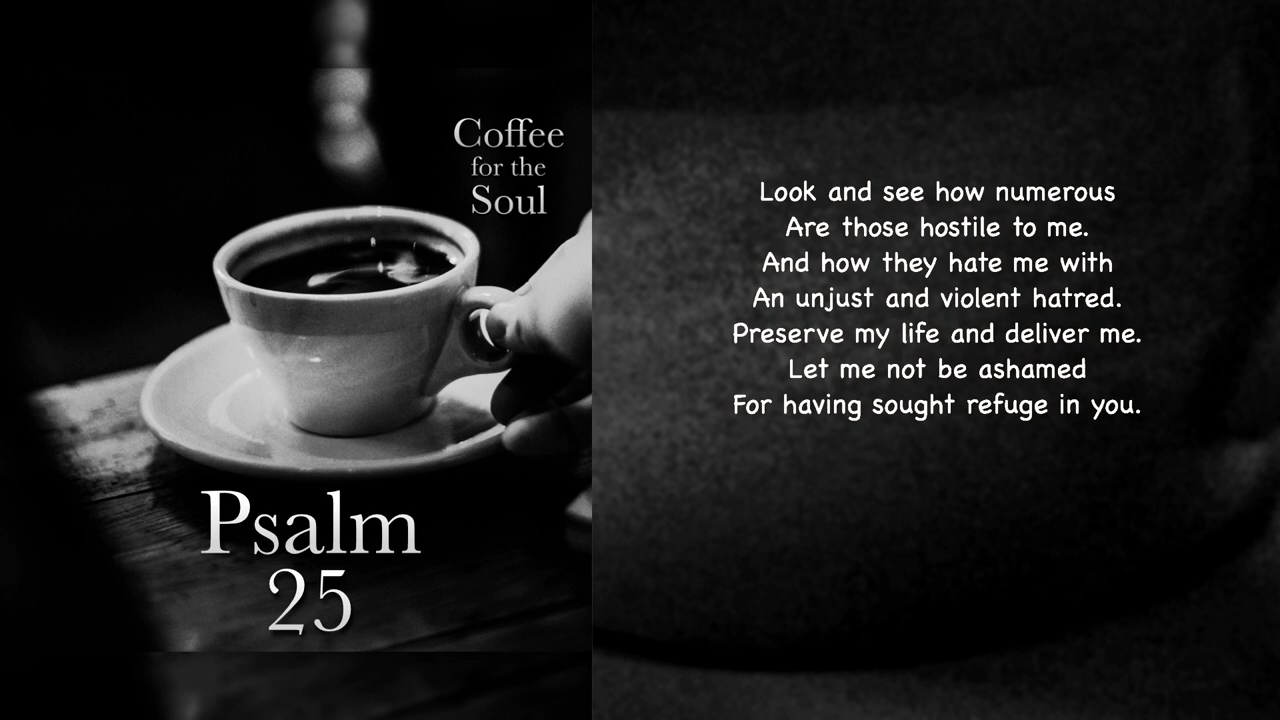 Coffee
for the
Soul
Psalm
25
Look and see how numerous
Are those hostile to me.
And how they hate me with
An unjust and violent hatred.
Preserve my life and deliver me.
Let me not be ashamed
For having sought refuge in you.